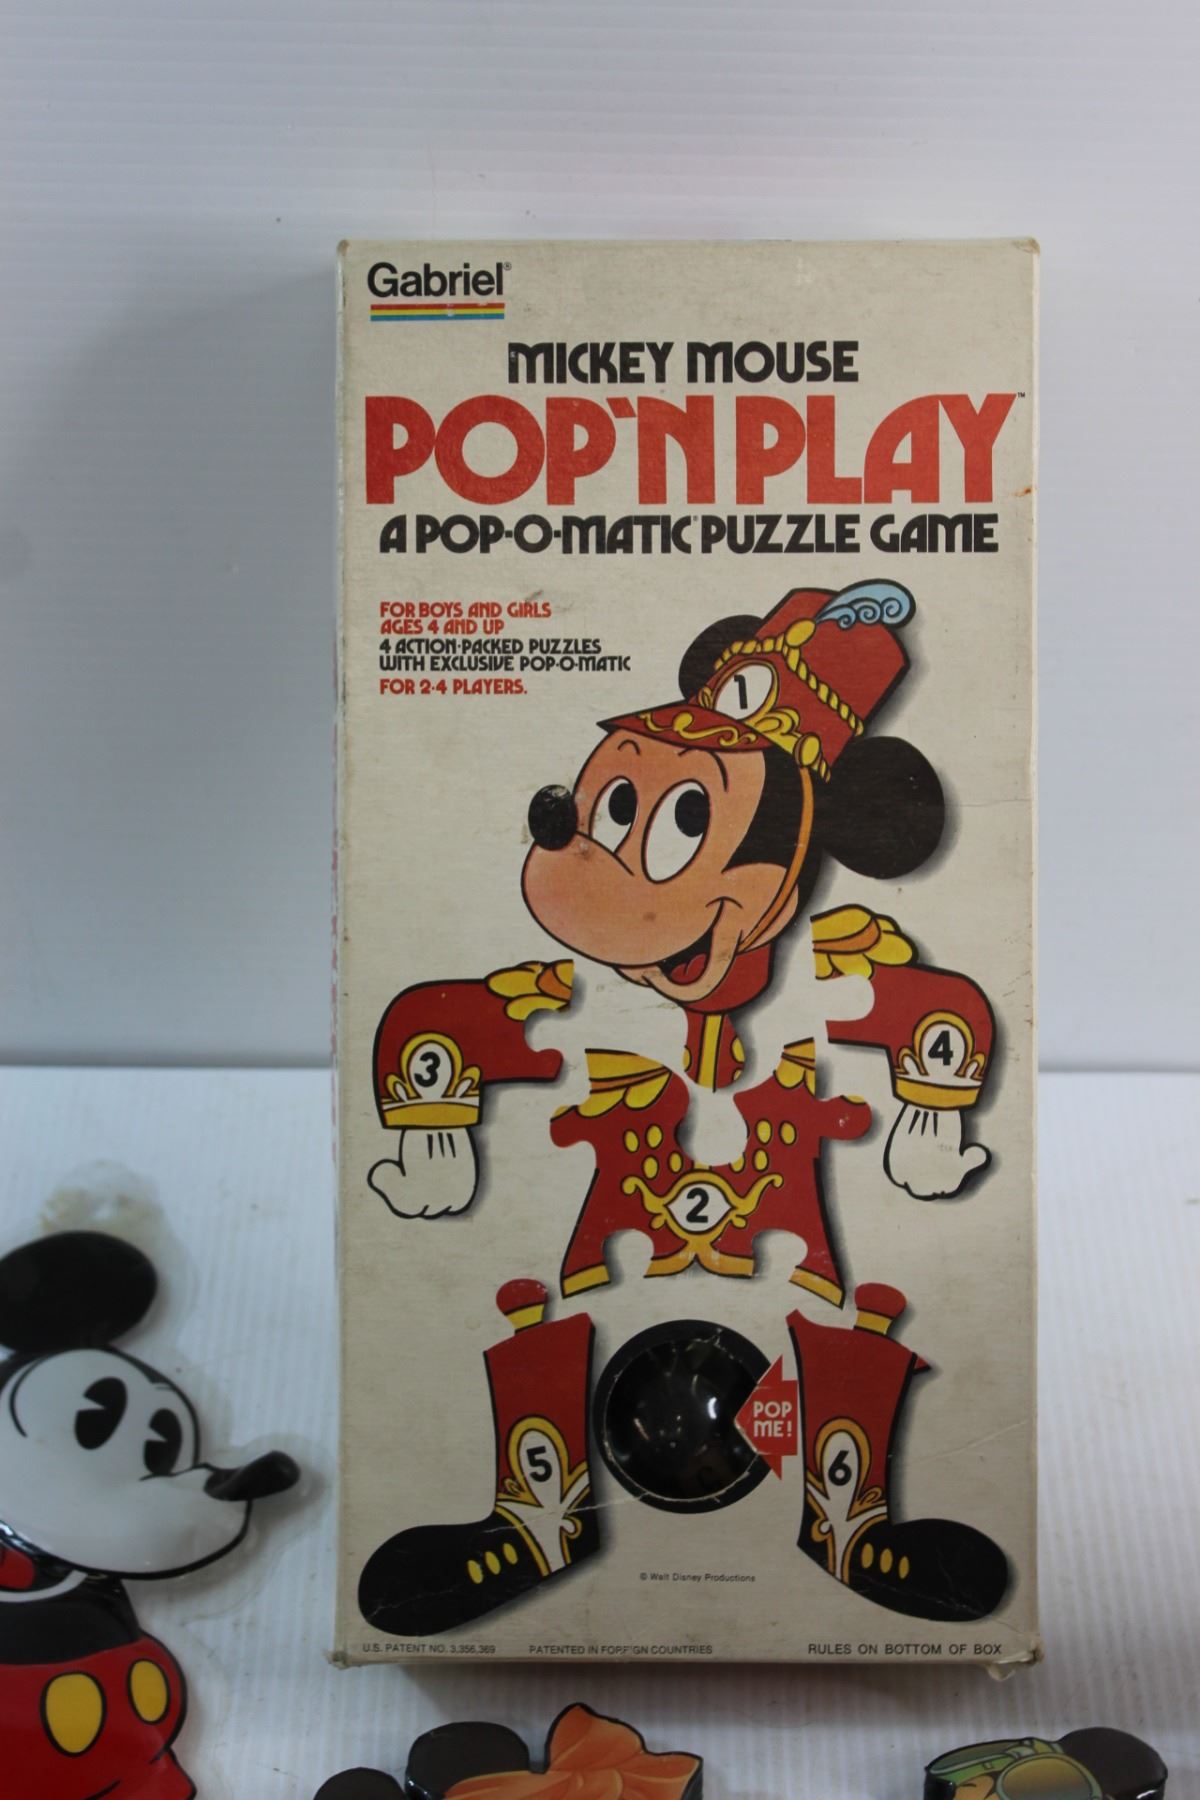 Gabriel®
MICKEY MOUSE
POP'N PLAY™
A POP-O-MATIC® PUZZLE GAME
FOR BOYS AND GIRLS
AGES 4 AND UP
4 ACTION-PACKED PUZZLES
WITH EXCLUSIVE POP-O-MATIC
FOR 2-4 PLAYERS.
1
3
4
2
POP
ME!
5
6
© Walt Disney Productions
U.S. PATENT NO. 3,356,369 PATENTED IN FOREIGN COUNTRIES RULES ON BOTTOM OF BOX